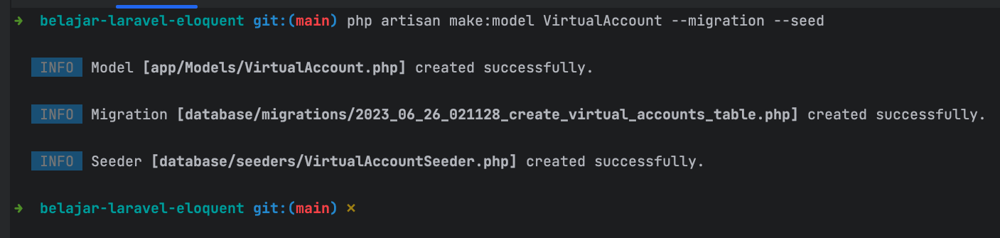 ➜ belajar-laravel-eloquent git:(main) php artisan make:model VirtualAccount --migration --seed
INFO Model [app/Models/VirtualAccount.php] created successfully.
INFO Migration [database/migrations/2023_06_26_021128_create_virtual_accounts_table.php] created successfully.
INFO Seeder [database/seeders/VirtualAccountSeeder.php] created successfully.
➜ belajar-laravel-eloquent git:(main) ✗